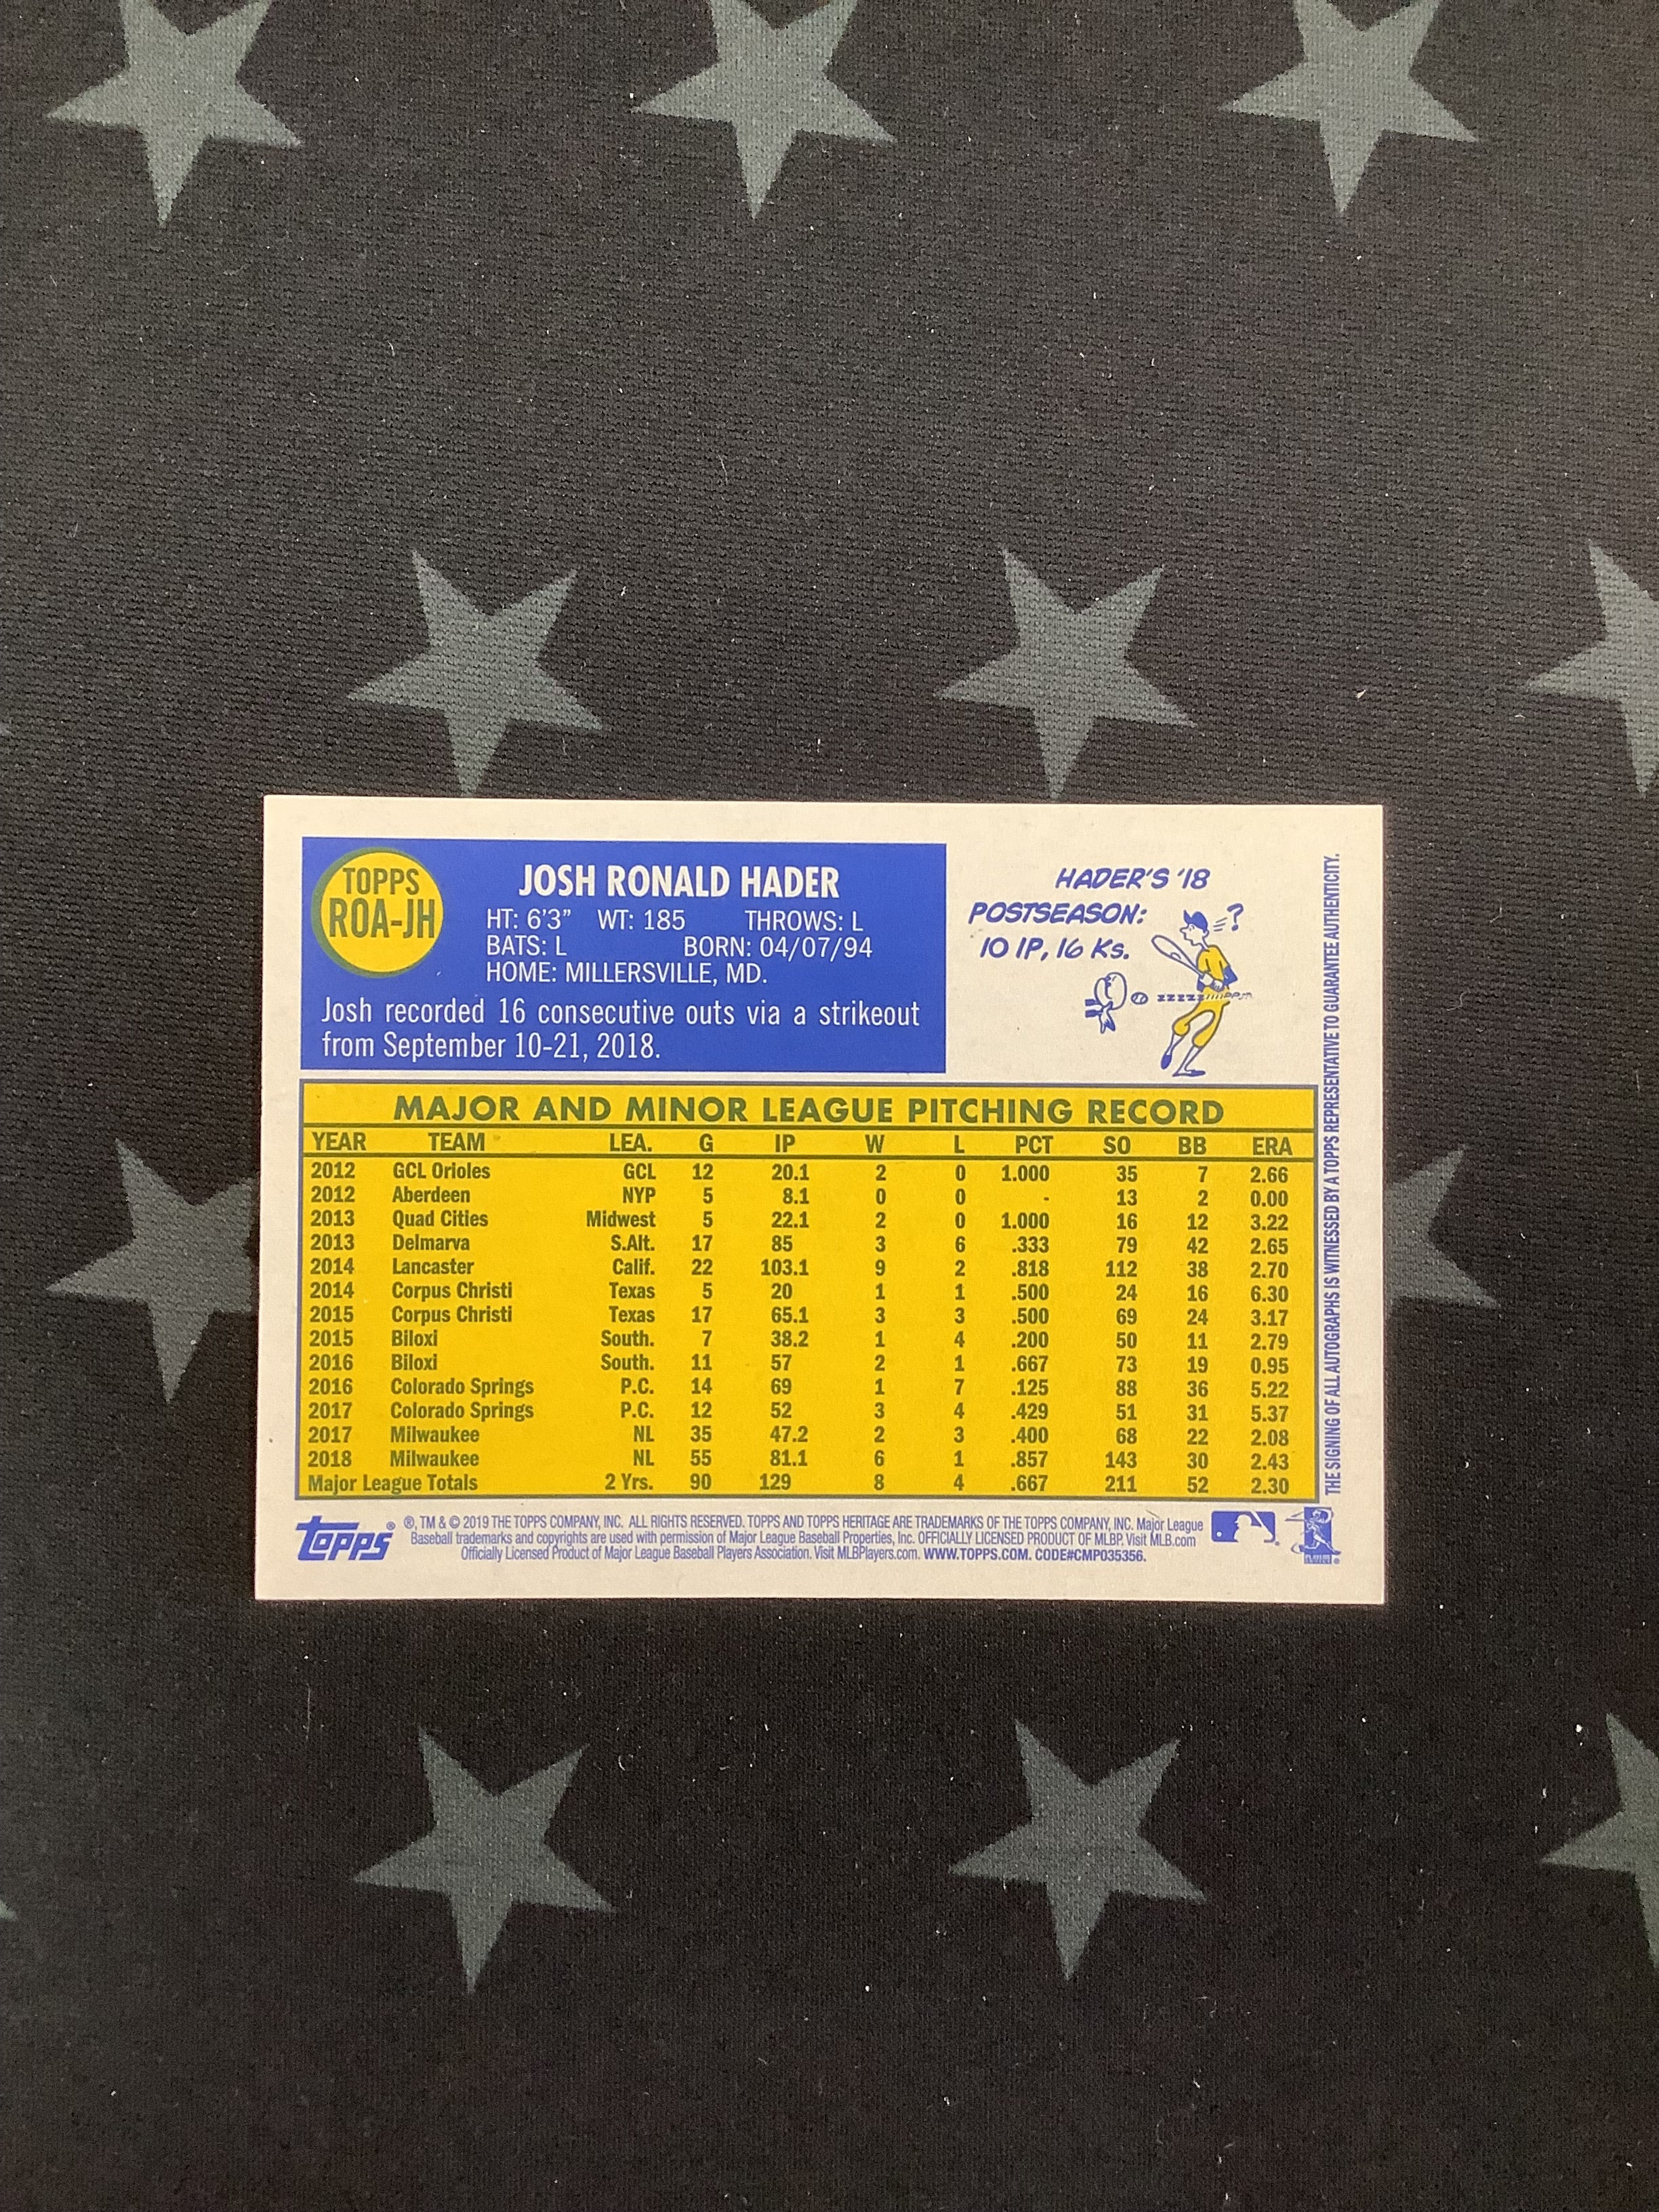 TOPPS
ROA-JH
JOSH RONALD HADER
HT: 6'3" WT: 185 THROWS: L
BATS: L BORN: 04/07/94
HOME: MILLERSVILLE, MD.
Josh recorded 16 consecutive outs via a strikeout
from September 10-21, 2018.
HADER'S '18
POSTSEASON:
10 IP, 16 Ks.
?
MAJOR AND MINOR LEAGUE PITCHING RECORD
YEAR TEAM LEA. G IP W L PCT SO BB ERA
2012 GCL Orioles GCL 12 20.1 2 0 1.000 35 7 2.66
2012 Aberdeen NYP 5 8.1 0 0 - 13 2 0.00
2013 Quad Cities Midwest 5 22.1 2 0 1.000 16 12 3.22
2013 Delmarva S.Alt. 17 85 3 6 .333 79 42 2.65
2014 Lancaster Calif. 22 103.1 9 2 .818 112 38 2.70
2014 Corpus Christi Texas 5 20 1 1 .500 24 16 6.30
2015 Corpus Christi Texas 17 65.1 3 3 .500 69 24 3.17
2015 Biloxi South. 7 38.2 1 4 .200 50 11 2.79
2016 Biloxi South. 11 57 2 1 .667 73 19 0.95
2016 Colorado Springs P.C. 14 69 1 7 .125 88 36 5.22
2017 Colorado Springs P.C. 12 52 3 4 .429 51 31 5.37
2017 Milwaukee NL 35 47.2 2 3 .400 68 22 2.08
2018 Milwaukee NL 55 81.1 6 1 .857 143 30 2.43
Major League Totals 2 Yrs. 90 129 8 4 .667 211 52 2.30
THE SIGNING OF ALL AUTOGRAPHS IS WITNESSED BY A TOPPS REPRESENTATIVE TO GUARANTEE AUTHENTICITY.
topps ®
®, TM & © 2019 THE TOPPS COMPANY, INC. ALL RIGHTS RESERVED. TOPPS AND TOPPS HERITAGE ARE TRADEMARKS OF THE TOPPS COMPANY, INC. Major League
Baseball trademarks and copyrights are used with permission of Major League Baseball Properties, Inc. OFFICIALLY LICENSED PRODUCT OF MLBP. Visit MLB.com
Officially Licensed Product of Major League Baseball Players Association. Visit MLBPlayers.com. WWW.TOPPS.COM. CODE#CMP035356.